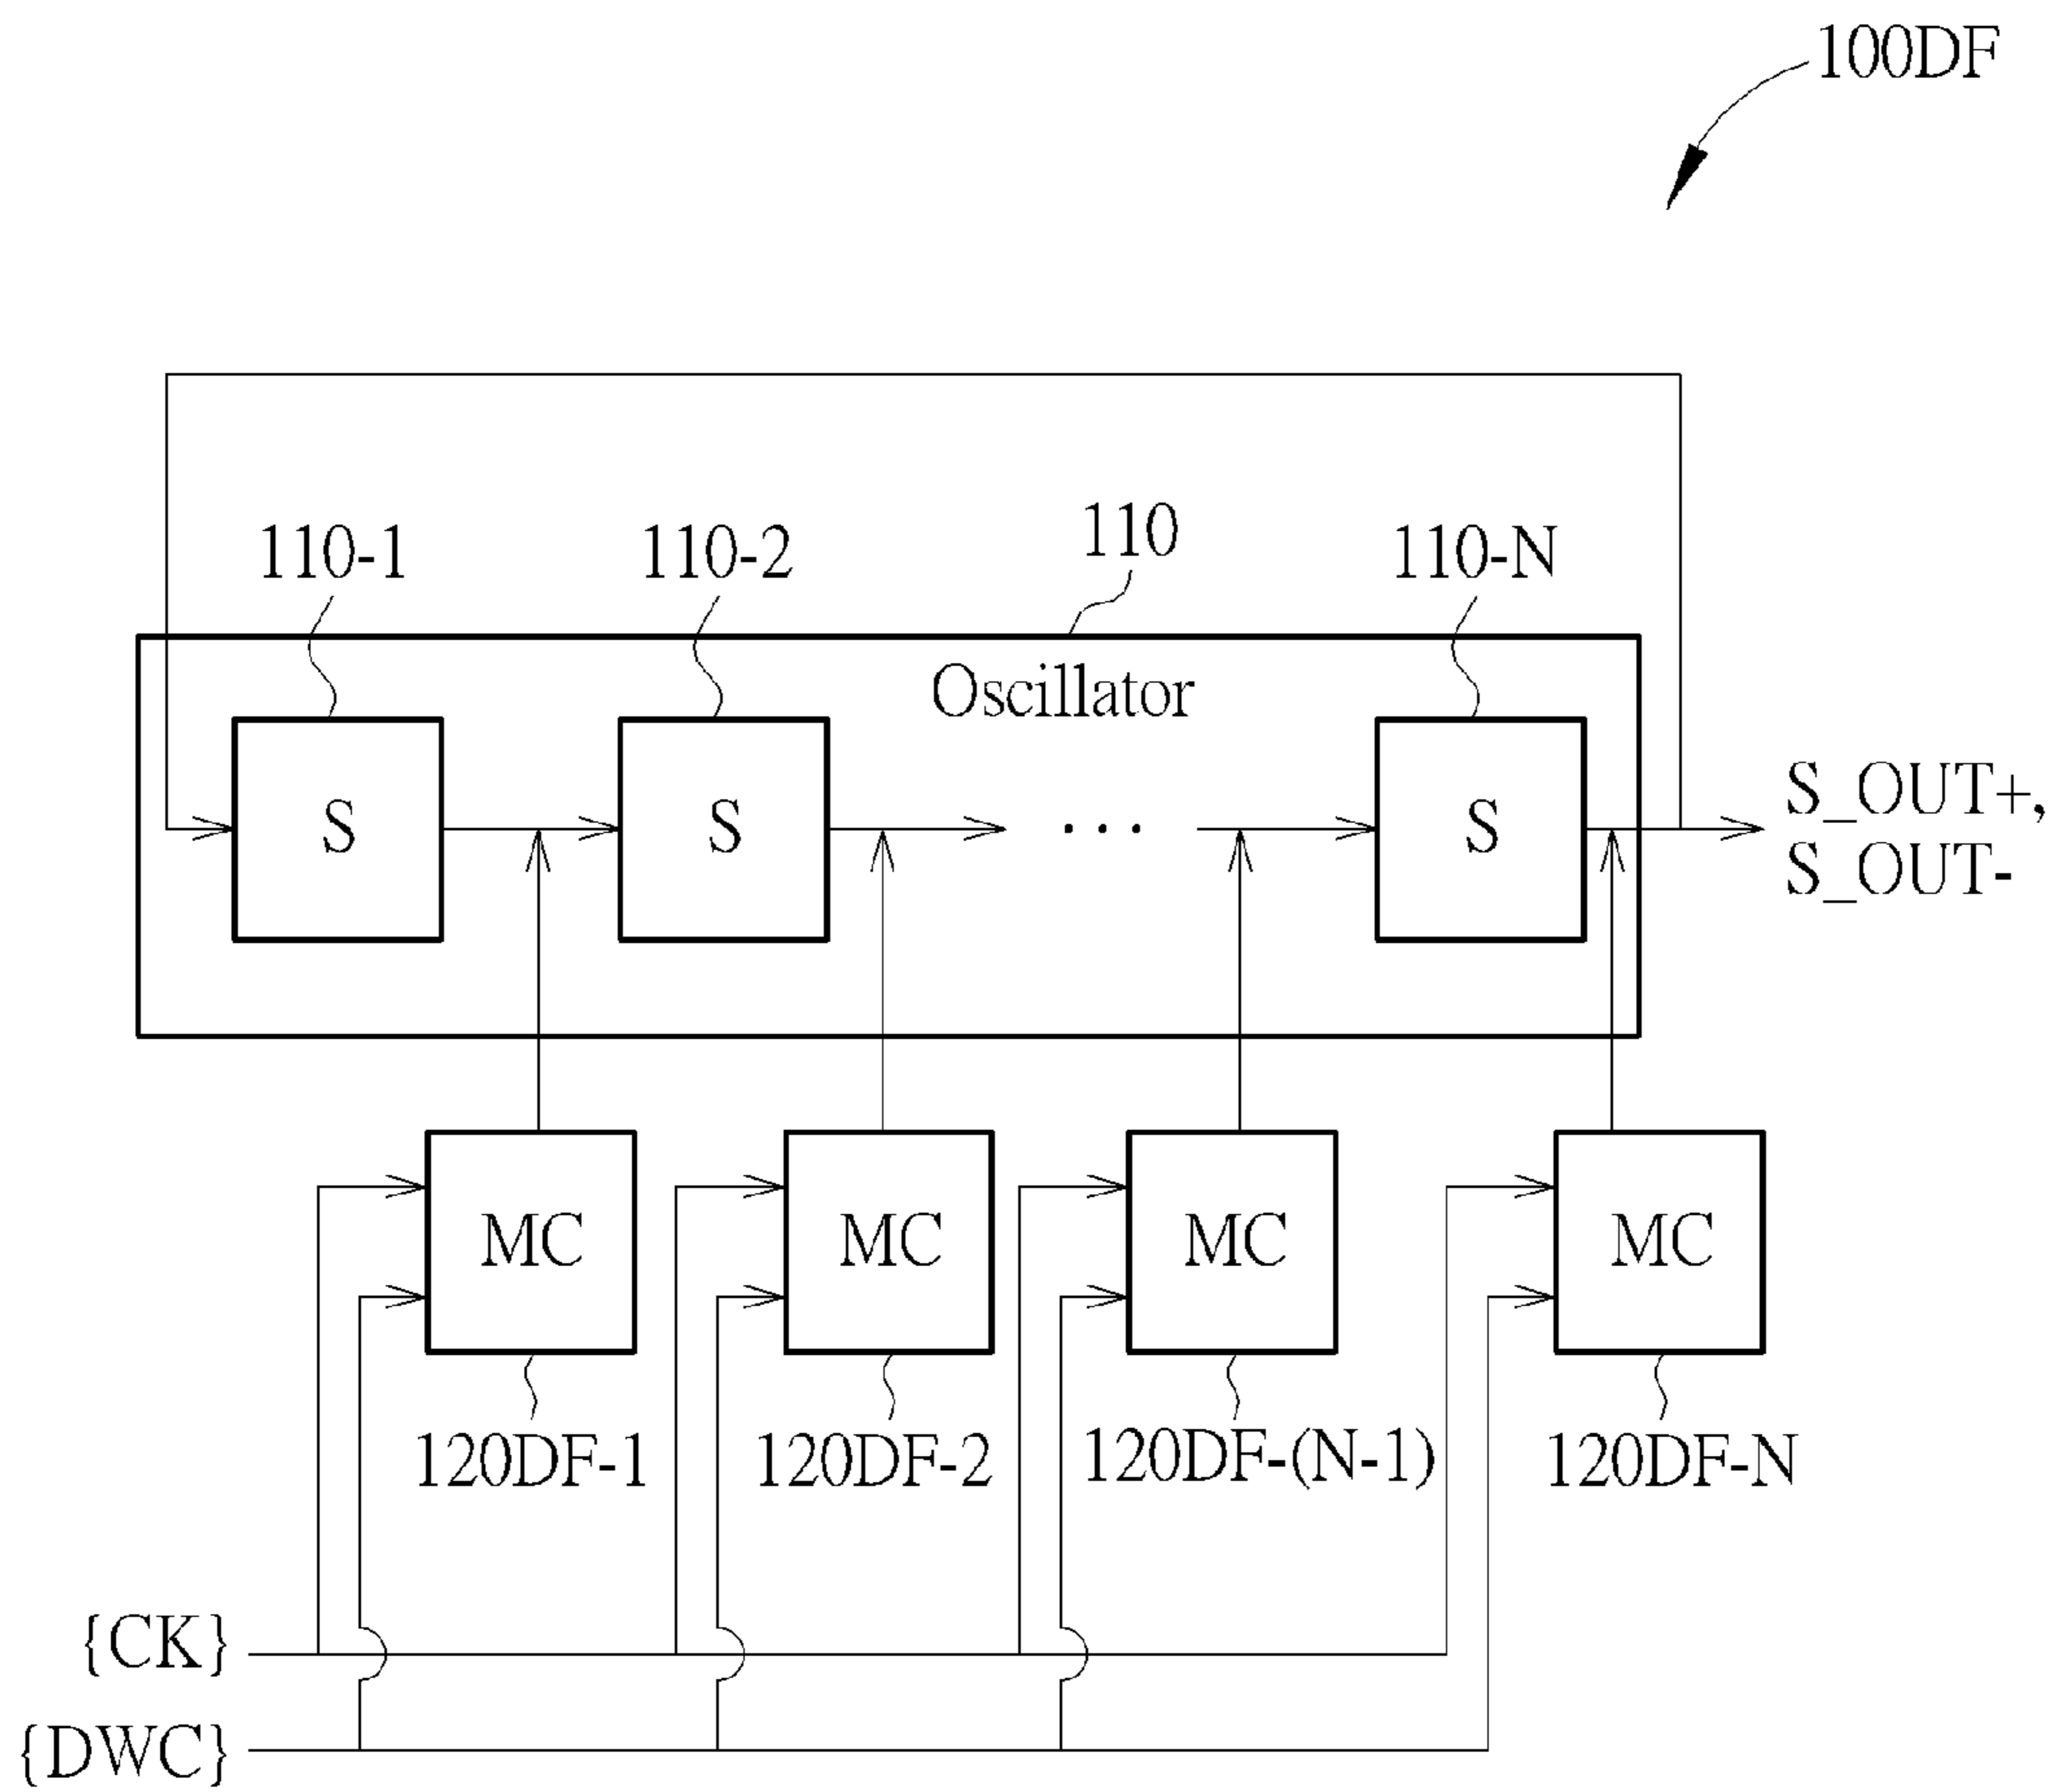 100DF
110-1
110-2
110
110-N
Oscillator
S
S
...
S
S_OUT+,
S_OUT-
MC
MC
MC
MC
120DF-1
120DF-2
120DF-(N-1)
120DF-N
{CK}
{DWC}